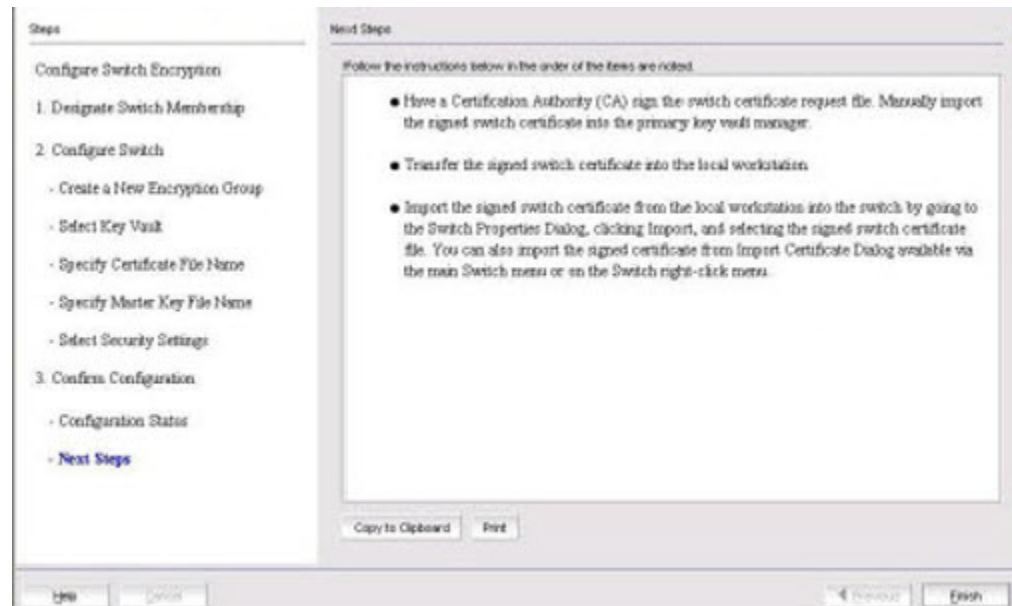 Steps
Configure Switch Encryption
1. Designate Switch Membership
2. Configure Switch
- Create a New Encryption Group
- Select Key Vault
- Specify Certificate File Name
- Specify Master Key File Name
- Select Security Settings
3. Confirm Configuration
- Configuration Status
- Next Steps
Next Steps
Follow the instructions below in the order of the items are noted.
● Have a Certification Authority (CA) sign the switch certificate request file. Manually import
the signed switch certificate into the primary key vault manager.
● Transfer the signed switch certificate into the local workstation.
● Import the signed switch certificate from the local workstation into the switch by going to
the Switch Properties Dialog, clicking Import, and selecting the signed switch certificate
file. You can also import the signed certificate from Import Certificate Dialog available via
the main Switch menu or on the Switch right-click menu.
Copy to Clipboard Print
Help Cancel Previous Finish